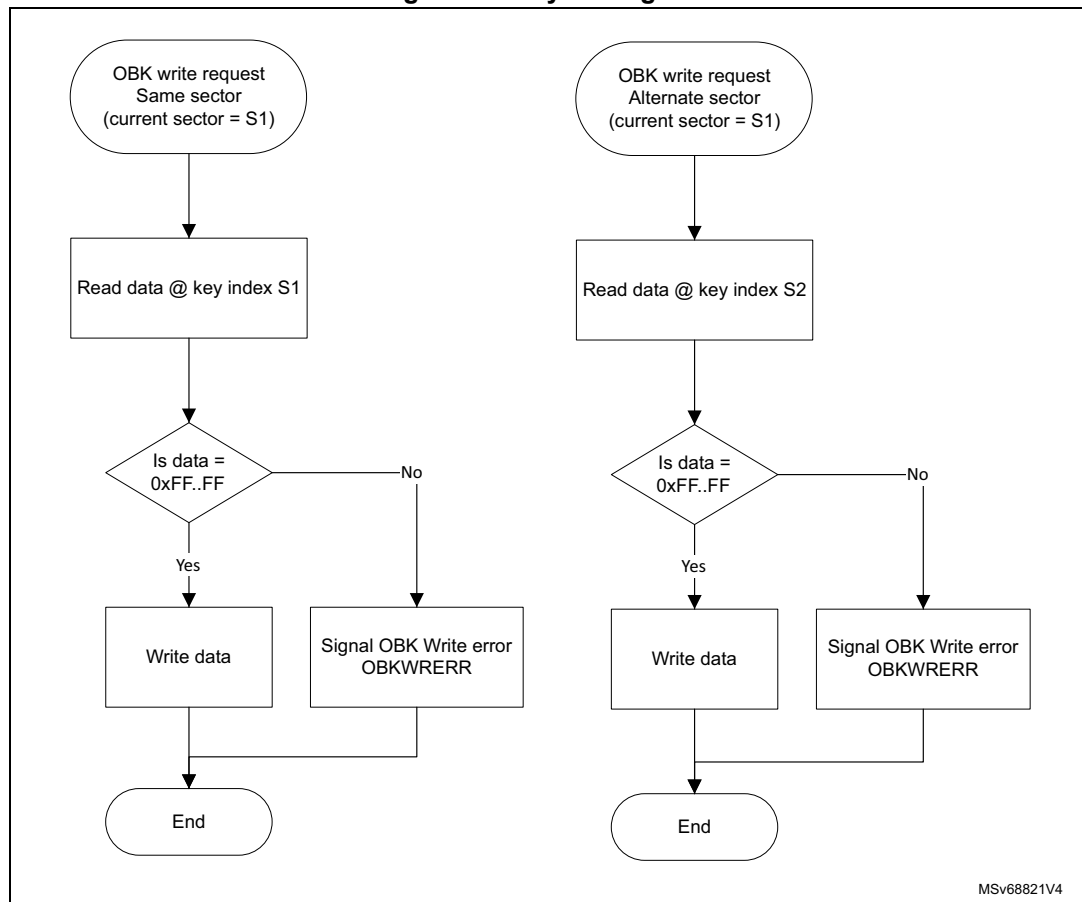 OBK write request
Same sector
(current sector = S1)
Read data @ key index S1
Is data =
0xFF..FF
No
Yes
Write data
Signal OBK Write error
OBKWRERR
End
OBK write request
Alternate sector
(current sector = S1)
Read data @ key index S2
Is data =
0xFF..FF
No
Yes
Write data
Signal OBK Write error
OBKWRERR
End
MSv68821V4